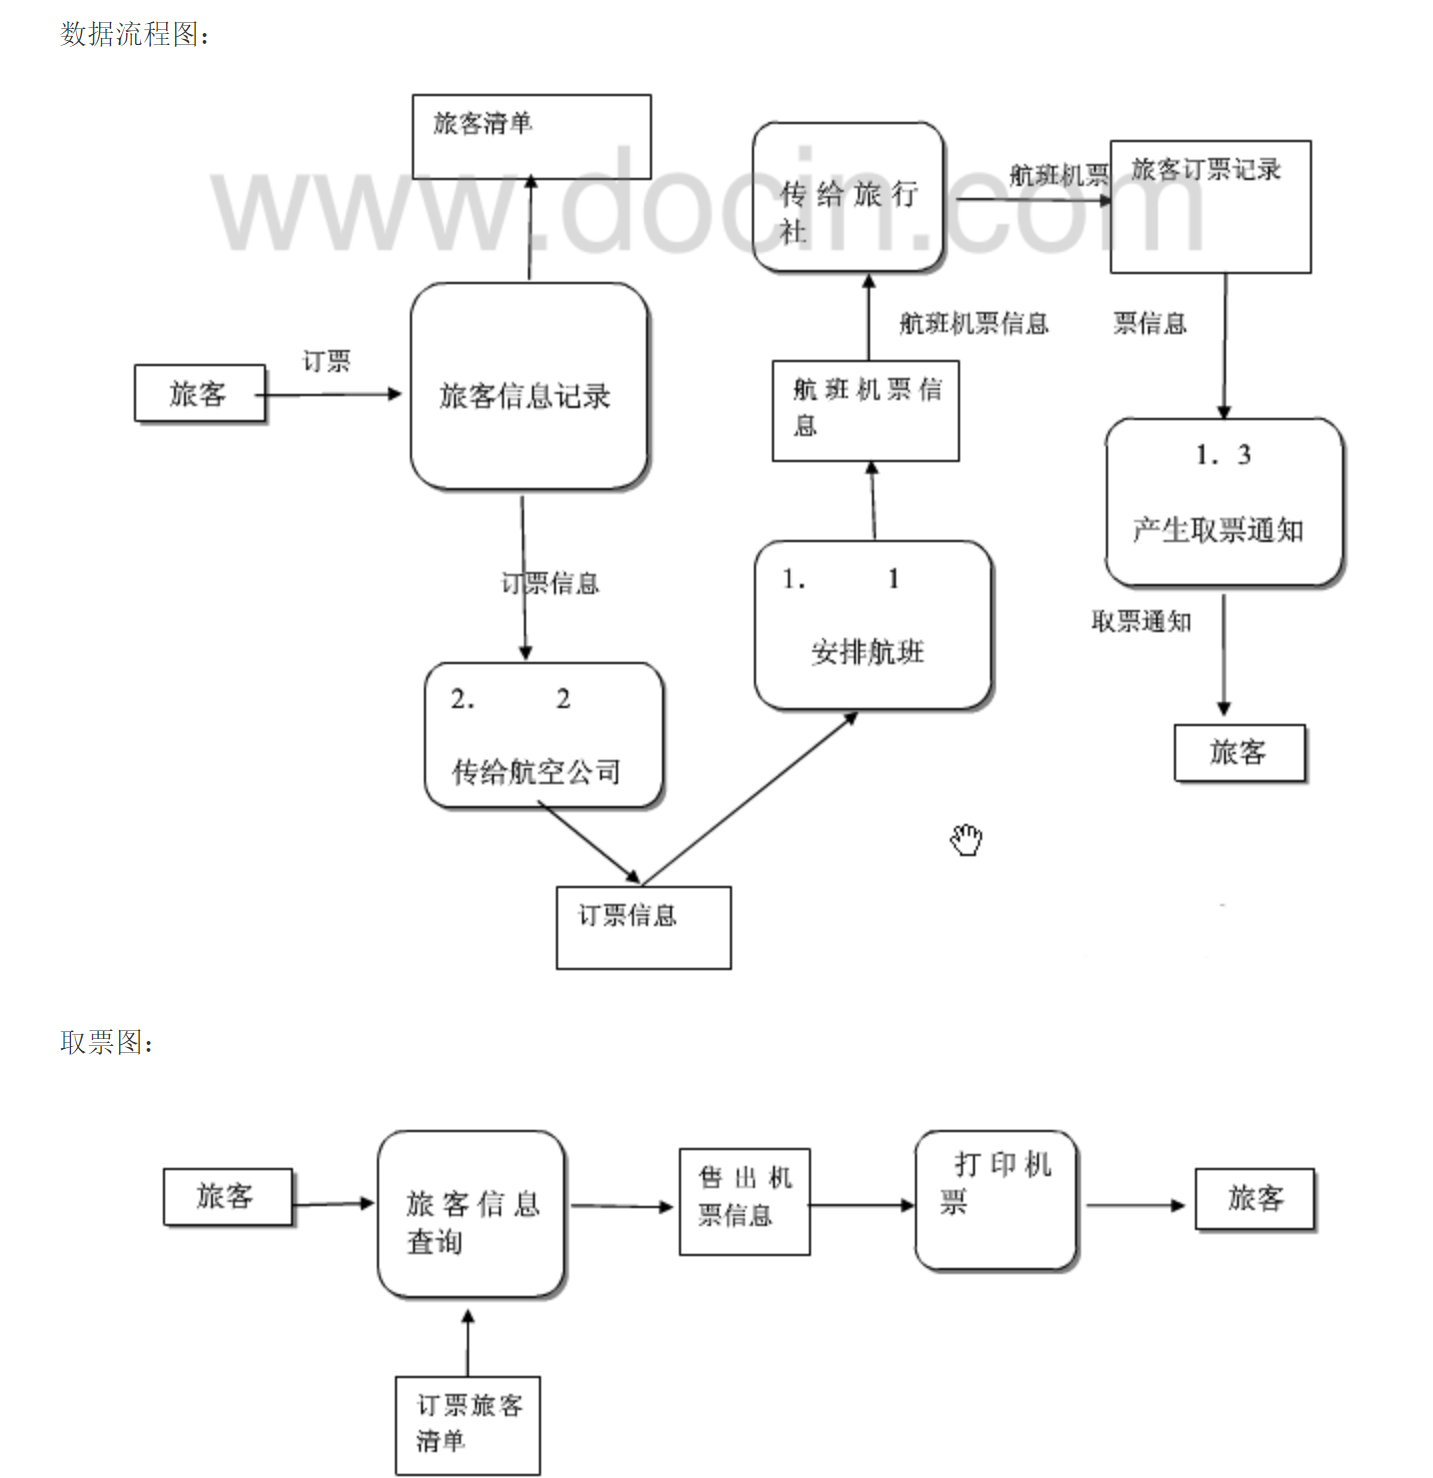 数据流程图：
旅客清单
www.docin.com
传给旅行
社
航班机票
旅客订票记录
旅客
订票
旅客信息记录
航班机票信息
票信息
航班机票信
息
1. 3
产生取票通知
订票信息
1. 1
安排航班
取票通知
2. 2
传给航空公司
旅客
订票信息
取票图：
旅客
旅客信息
查询
售出机
票信息
打印机
票
旅客
订票旅客
清单